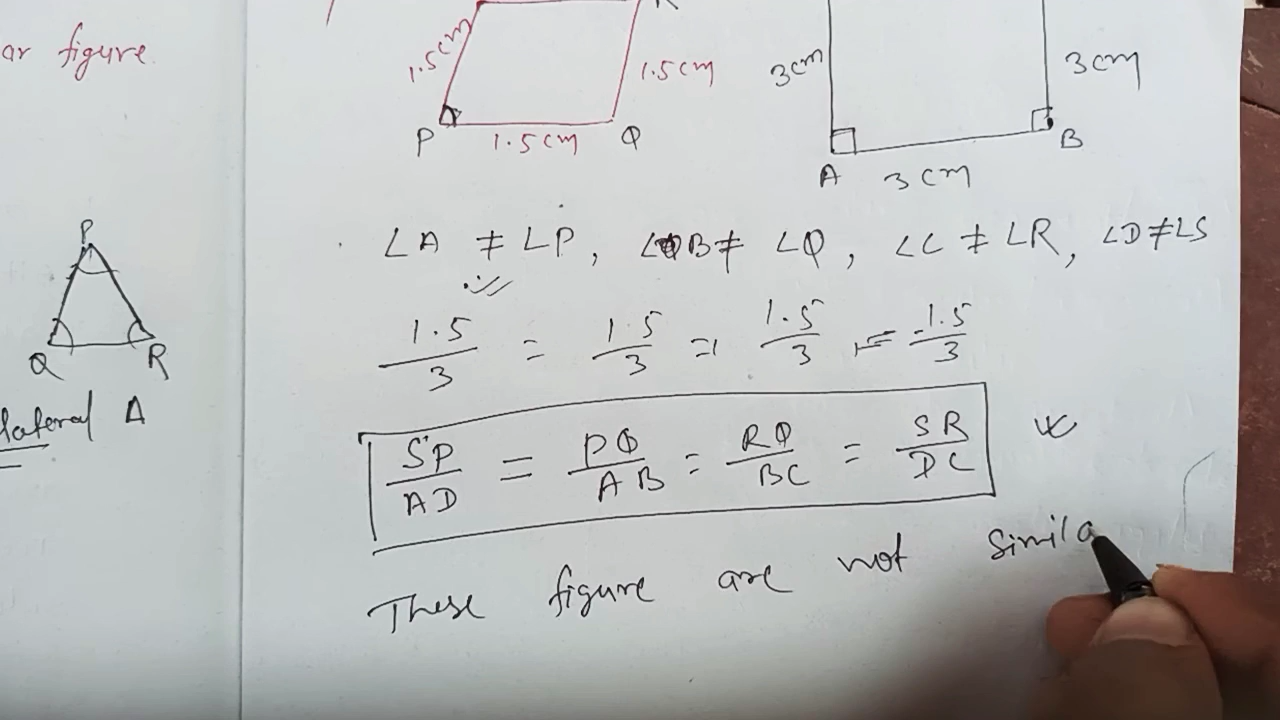 ar figure.
P
Q R
lateral Δ
1.5cm 1.5cm
P 1.5cm Q
3cm 3cm
A 3cm B
∠A ≠ ∠P, ∠B ≠ ∠Q, ∠C ≠ ∠R, ∠D ≠ ∠S
1.5/3 = 1.5/3 = 1.5/3 = 1.5/3
SP/AD = PQ/AB = RQ/BC = SR/DC
These figure are not Simila